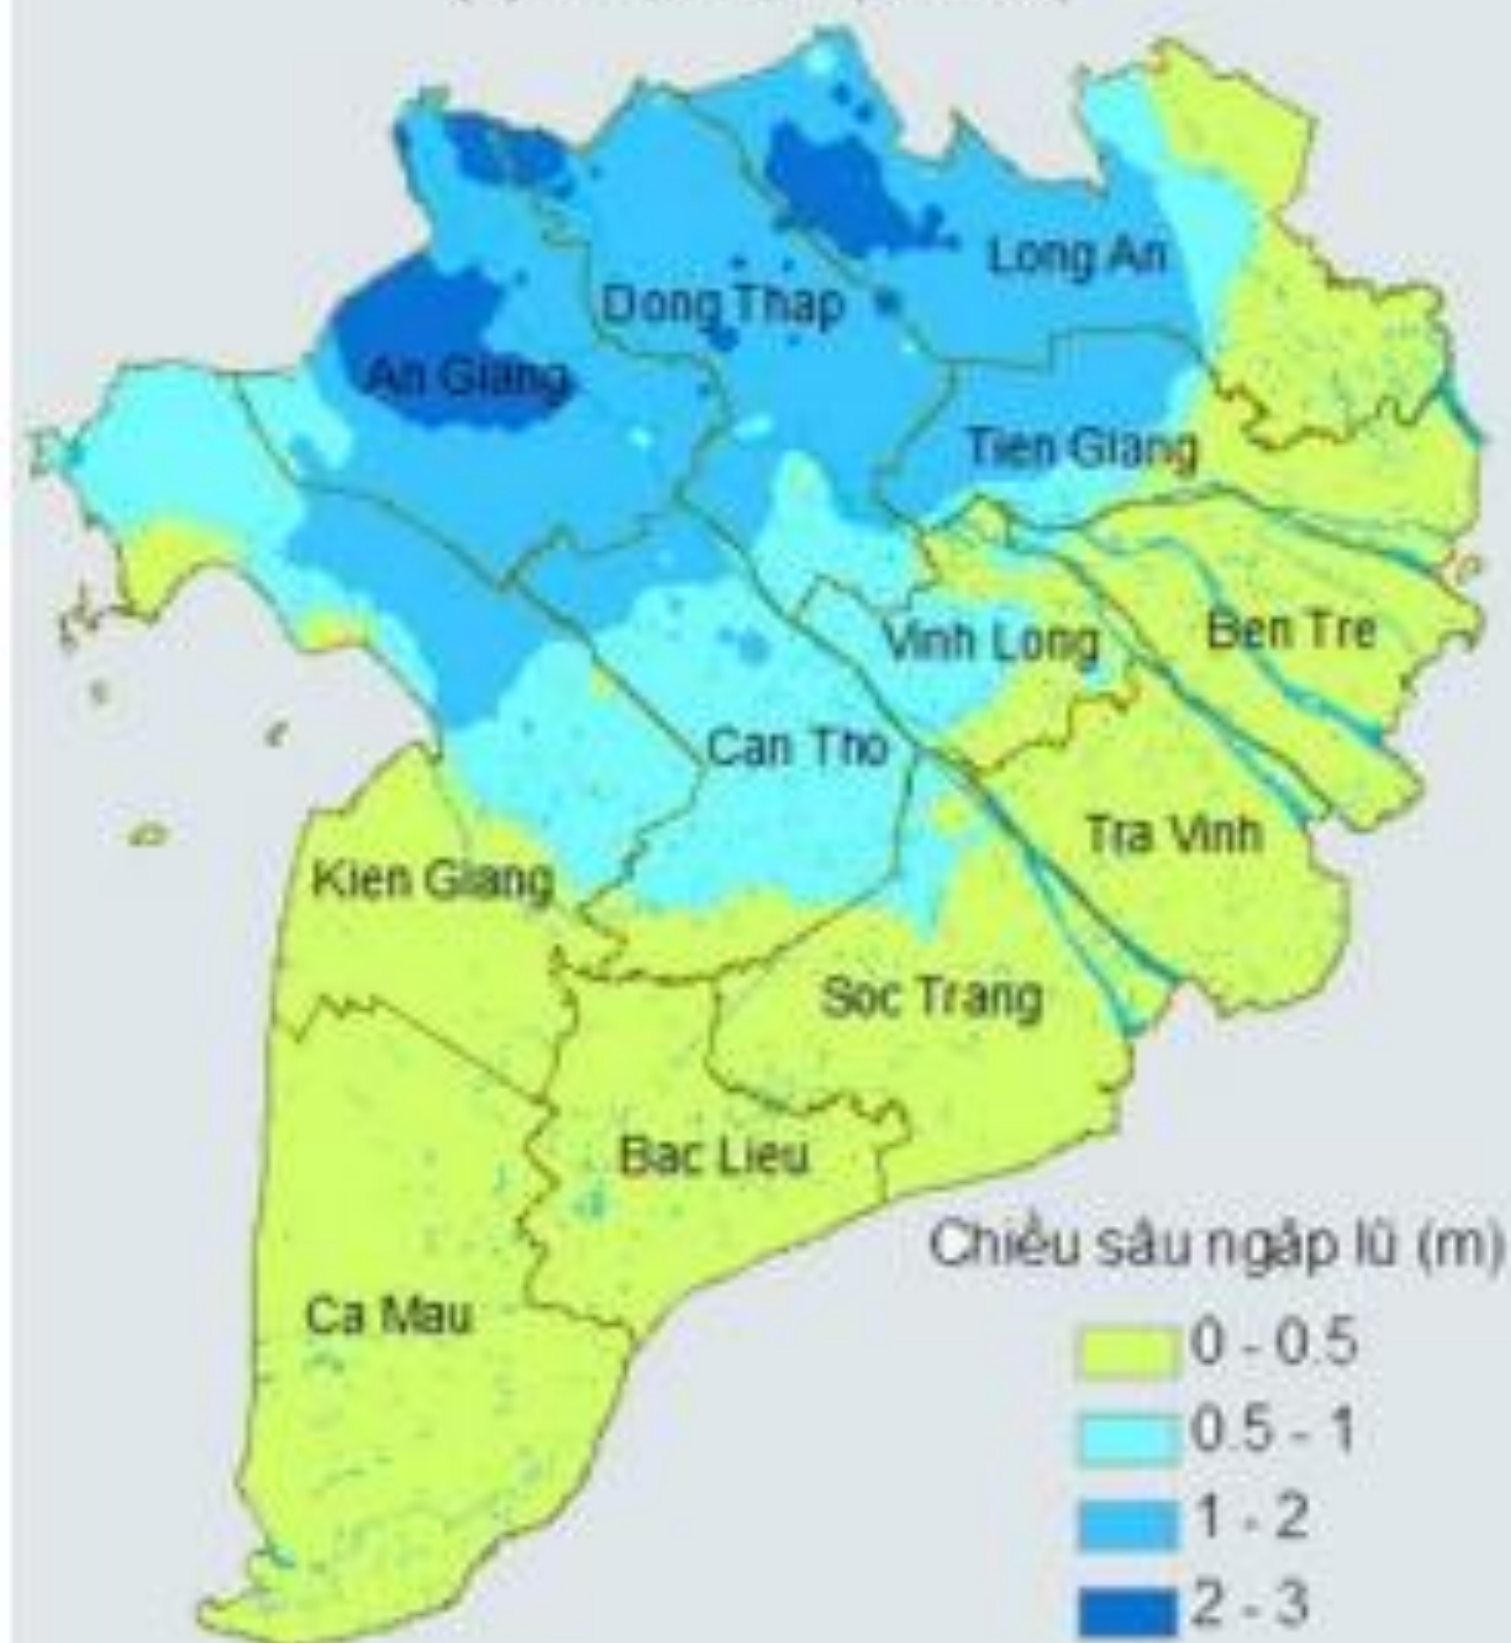 Long An
Dong Thap
An Giang
Tien Giang
Vinh Long
Ben Tre
Can Tho
Tra Vinh
Kien Giang
Soc Trang
Bac Lieu
Ca Mau
Chiều sâu ngập lũ (m)
0 - 0.5
0.5 - 1
1 - 2
2 - 3